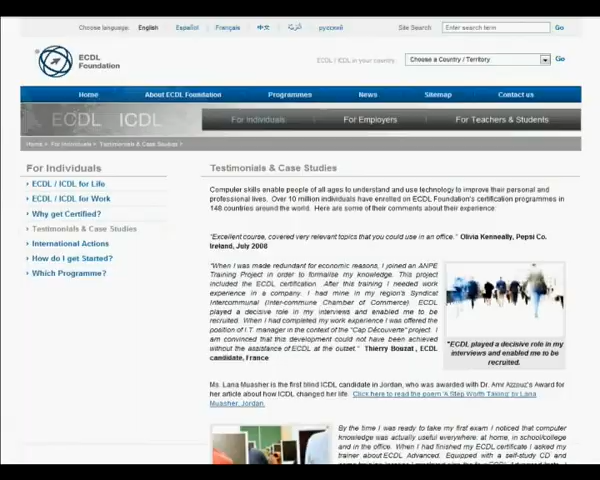 Choose language: English Español Français 中文 العربيّة русский Site Search: Enter search term Go
ECDL
Foundation
ECDL / ICDL in your country: Choose a Country / Territory Go
Home About ECDL Foundation Programmes News Sitemap Contact us
ECDL ICDL For Individuals For Employers For Teachers & Students
Home > For Individuals > Testimonials & Case Studies >
For Individuals
ECDL / ICDL for Life
ECDL / ICDL for Work
Why get Certified?
Testimonials & Case Studies
International Actions
How do I get Started?
Which Programme?
Testimonials & Case Studies
Computer skills enable people of all ages to understand and use technology to improve their personal and
professional lives. Over 10 million individuals have enrolled on ECDL Foundation's certification programmes in
148 countries around the world. Here are some of their comments about their experience:
"Excellent course, covered very relevant topics that you could use in an office." Olivia Kenneally, Pepsi Co.
Ireland, July 2008
"When I was made redundant for economic reasons, I joined an ANPE
Training Project in order to formalise my knowledge. This project
included the ECDL certification. After this training I needed work
experience in a company. I had mine in my region's Syndicat
Intercommunal (Inter-commune Chamber of Commerce). ECDL
played a decisive role in my interviews and enabled me to be
recruited. When I had completed my work experience I was offered the
position of I.T. manager in the context of the "Cap Découverte" project. I
am convinced that this development could not have been achieved
without the assistance of ECDL at the outset." Thierry Bouzat , ECDL
candidate, France
"ECDL played a decisive role in my
interviews and enabled me to be
recruited.
Ms. Lana Muasher is the first blind ICDL candidate in Jordan, who was awarded with Dr. Amr Azzouz's Award for
her article about how ICDL changed her life. Click here to read the poem 'A Step Worth Taking' by Lana
Muasher, Jordan.
By the time I was ready to take my first exam I noticed that computer
knowledge was actually useful everywhere; at home, in school/college
and in the office. When I had finished my ECDL certificate I asked my
trainer about ECDL Advanced. Equipped with a self-study CD and